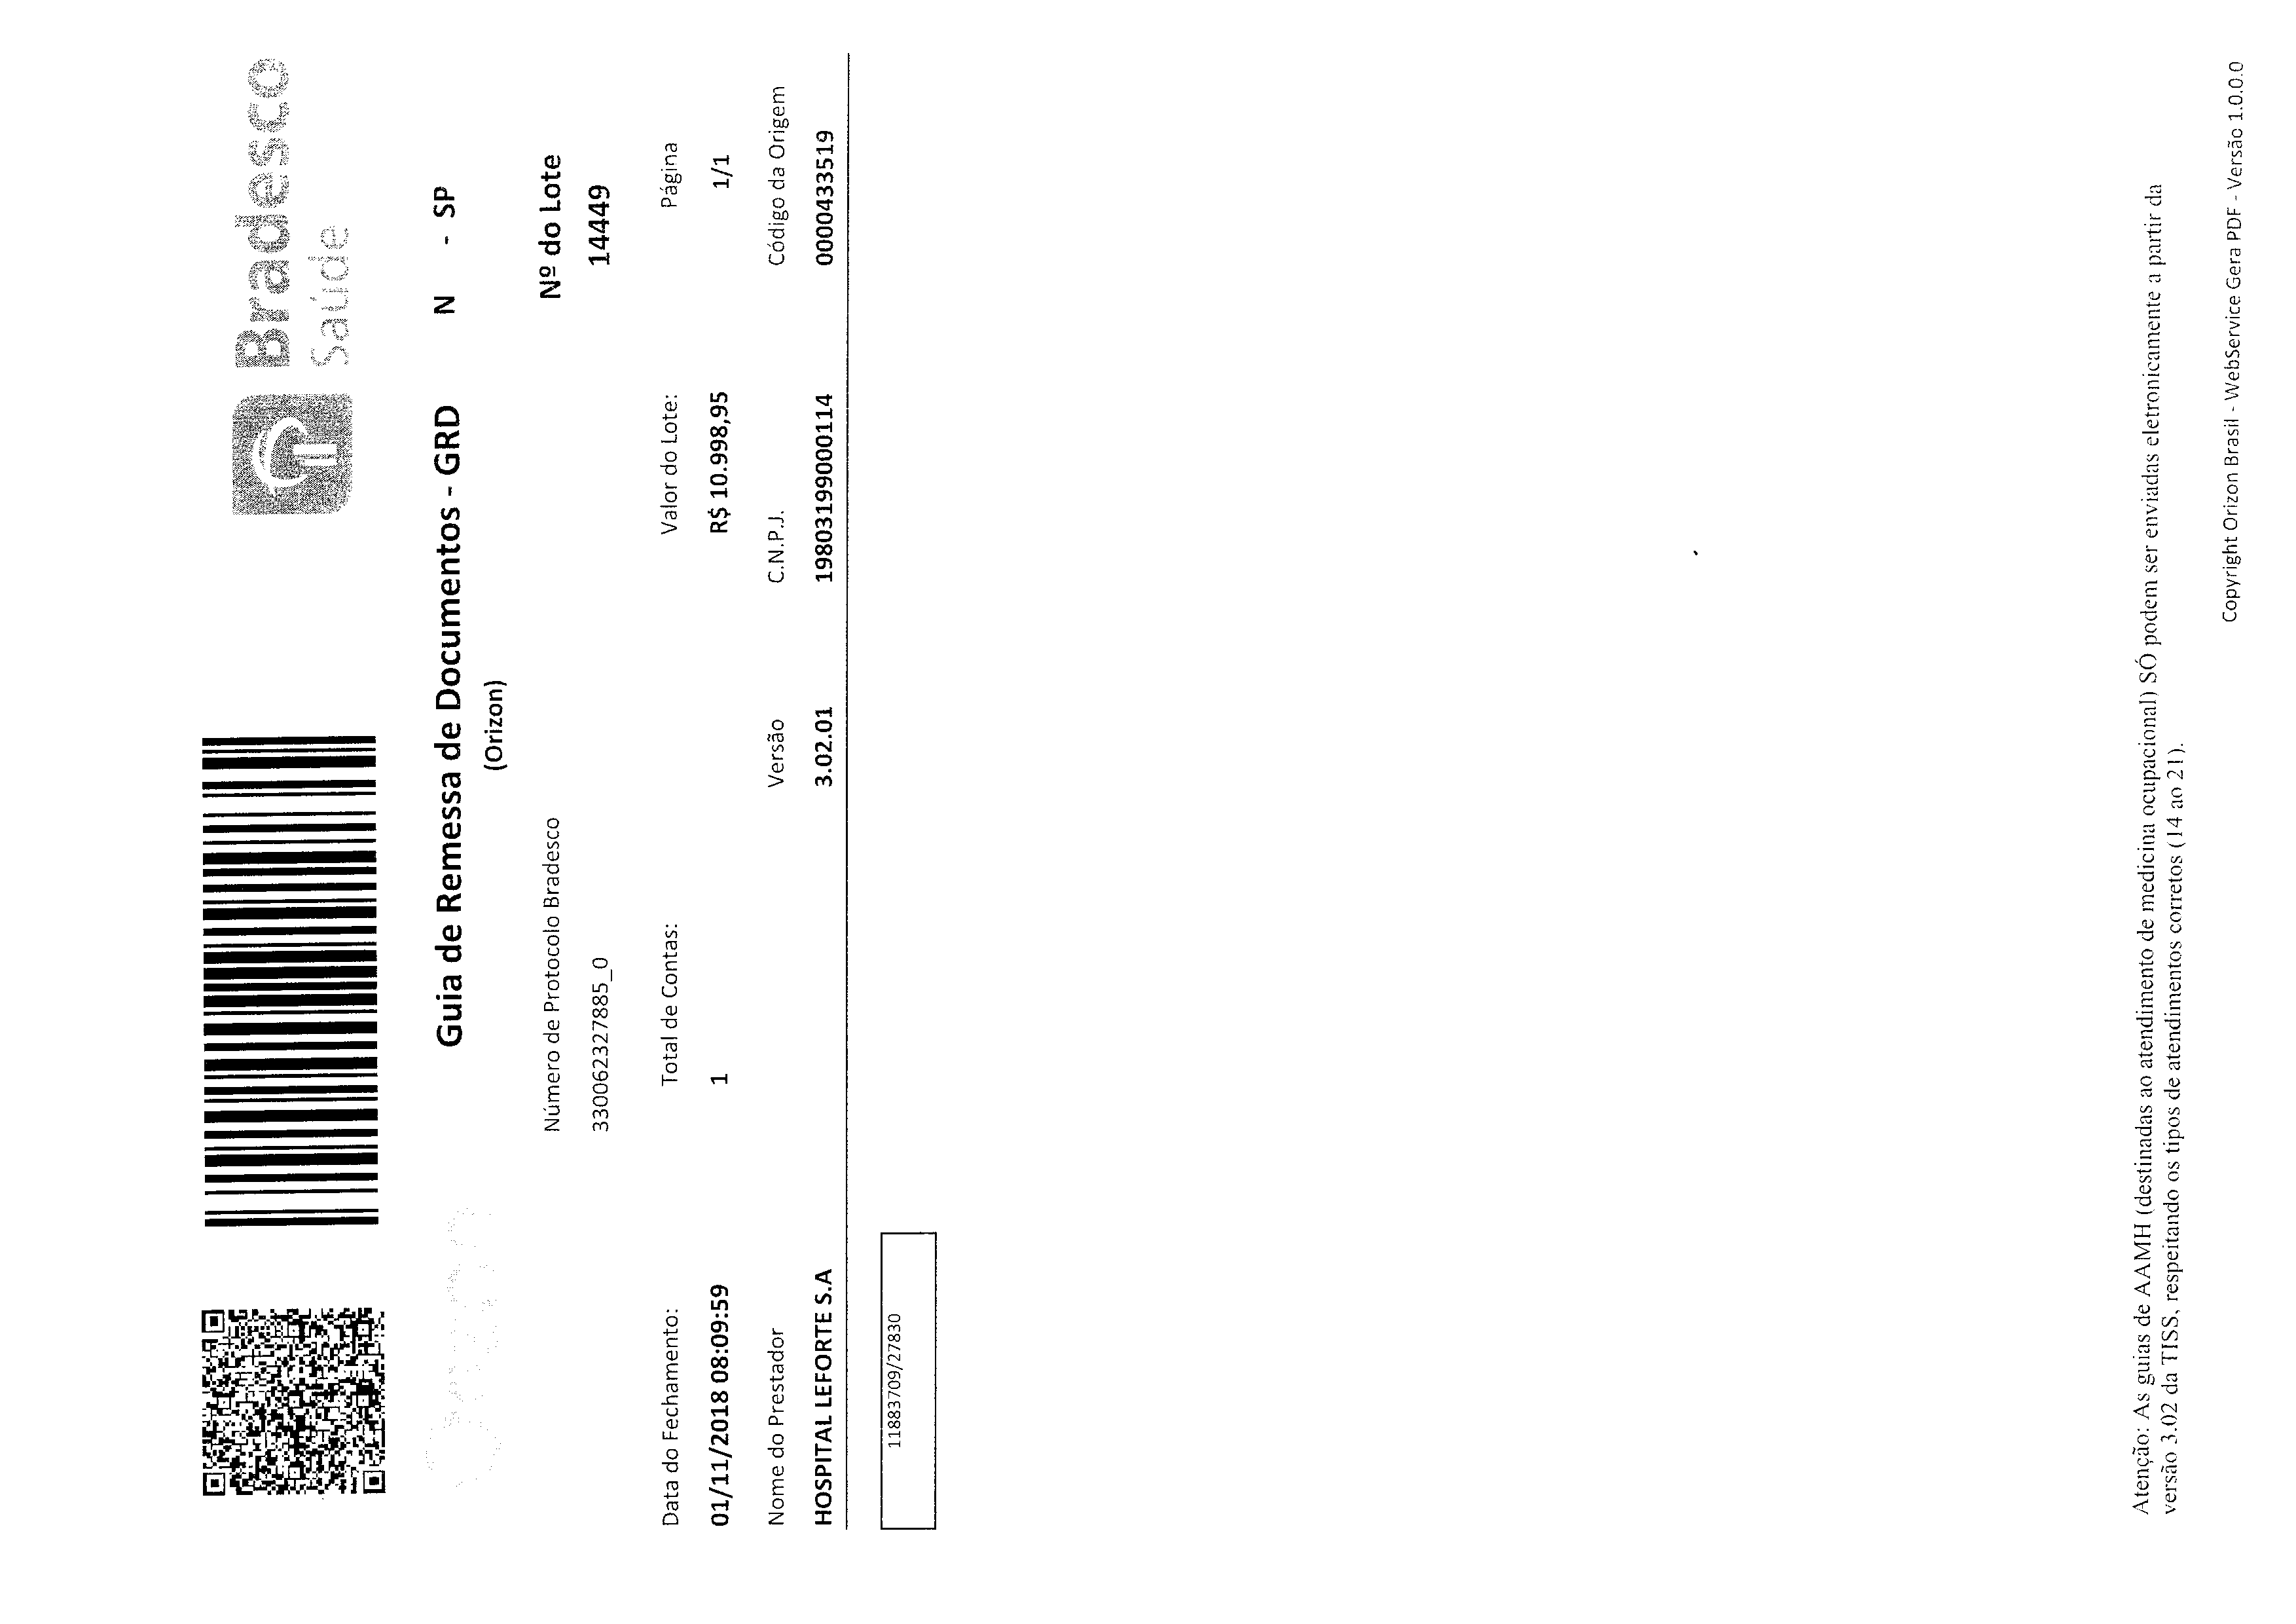 Bradesco
Saúde
Guia de Remessa de Documentos - GRD N - SP
(Orizon)
Número de Protocolo Bradesco Nº do Lote
330062327885_0 14449
Data do Fechamento: Total de Contas: Valor do Lote: Página
01/11/2018 08:09:59 1 R$ 10.998,95 1/1
Nome do Prestador Versão C.N.P.J. Código da Origem
HOSPITAL LEFORTE S.A 3.02.01 19803199000114 0000433519
11883709/27830
Atenção: As guias de AAMH (destinadas ao atendimento de medicina ocupacional) SÓ podem ser enviadas eletronicamente a partir da
versão 3.02 da TISS, respeitando os tipos de atendimentos corretos (14 ao 21).
Copyright Orizon Brasil - WebService Gera PDF - Versão 1.0.0.0